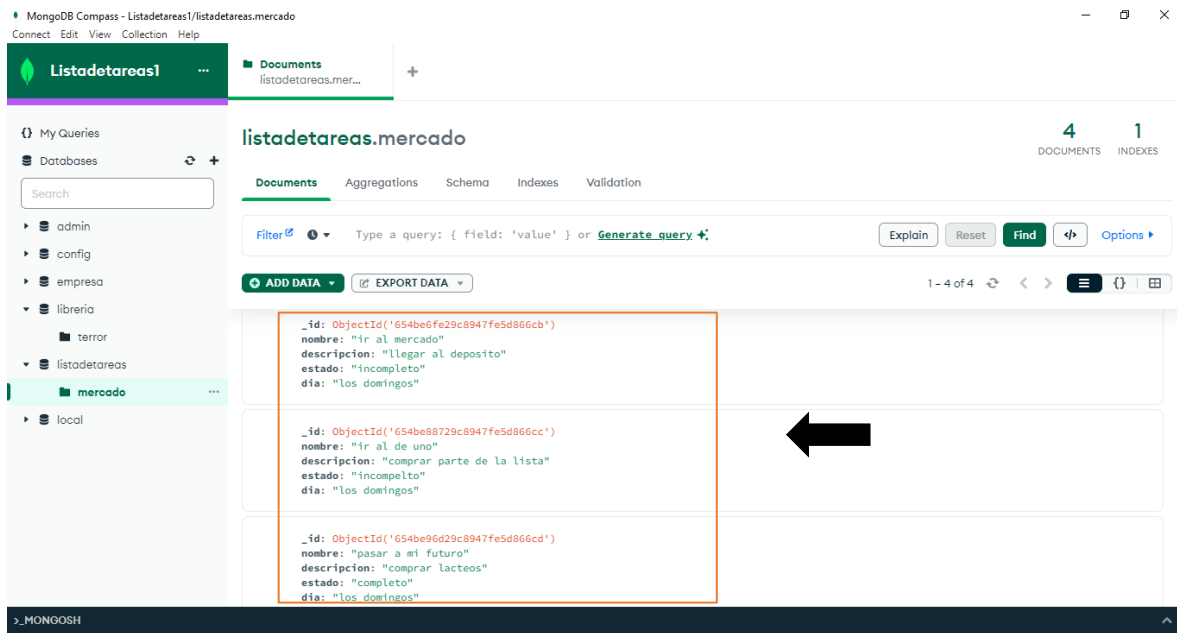 MongoDB Compass - Listadetareas1/listadetareas.mercado
Connect Edit View Collection Help
Listadetareas1 ...
Documents
listadetareas.mer...
My Queries
Databases
Search
admin
config
empresa
libreria
terror
listadetareas
mercado ...
local
listadetareas.mercado
4
DOCUMENTS
1
INDEXES
Documents Aggregations Schema Indexes Validation
Filter Type a query: { field: 'value' } or Generate query Explain Reset Find Options
ADD DATA EXPORT DATA 1 – 4 of 4
_id: ObjectId('654be6fe29c8947fe5d866cb')
nombre: "ir al mercado"
descripcion: "llegar al deposito"
estado: "incompleto"
dia: "los domingos"
_id: ObjectId('654be88729c8947fe5d866cc')
nombre: "ir al de uno"
descripcion: "comprar parte de la lista"
estado: "incompelto"
dia: "los domingos"
_id: ObjectId('654be96d29c8947fe5d866cd')
nombre: "pasar a mi futuro"
descripcion: "comprar lacteos"
estado: "completo"
dia: "los domingos"
>_MONGOSH